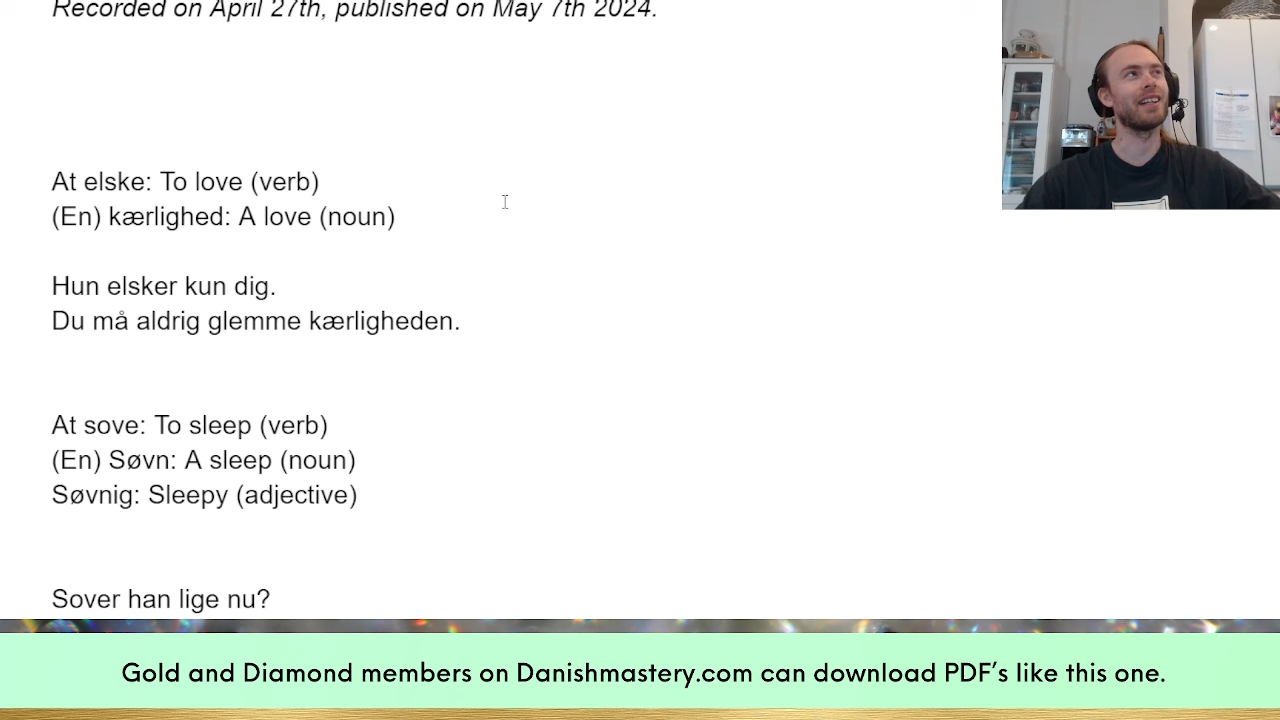 Recorded on April 27th, published on May 7th 2024.
At elske: To love (verb)
(En) kærlighed: A love (noun)
Hun elsker kun dig.
Du må aldrig glemme kærligheden.
At sove: To sleep (verb)
(En) Søvn: A sleep (noun)
Søvnig: Sleepy (adjective)
Sover han lige nu?
Gold and Diamond members on Danishmastery.com can download PDF's like this one.